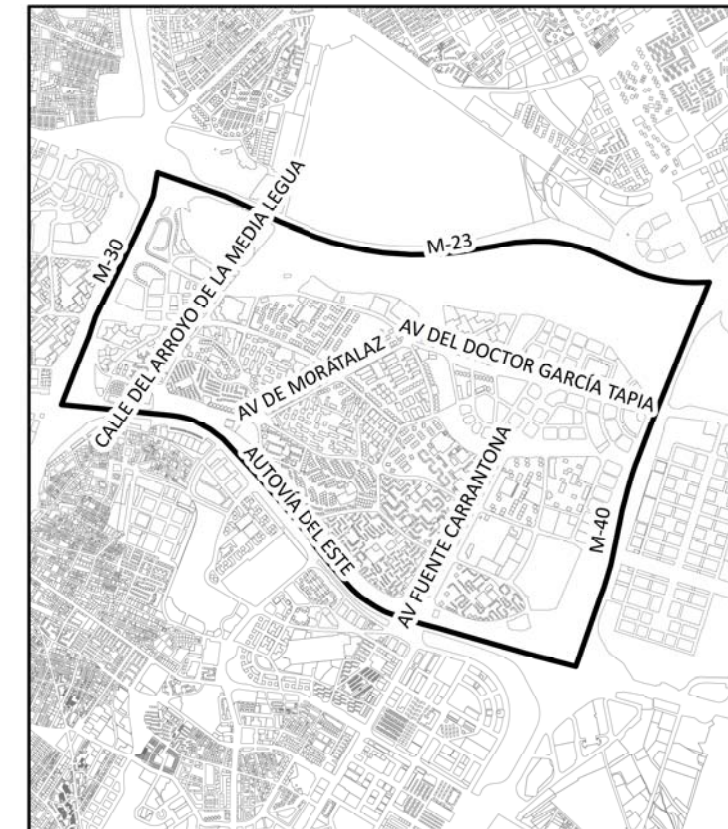 M-23
M-30
CALLE DEL ARROYO DE LA MEDIA LEGUA
AV DEL DOCTOR GARCÍA TAPIA
AV DE MORÁTALAZ
AUTOVÍA DEL ESTE
AV FUENTE CARRANTONA
M-40